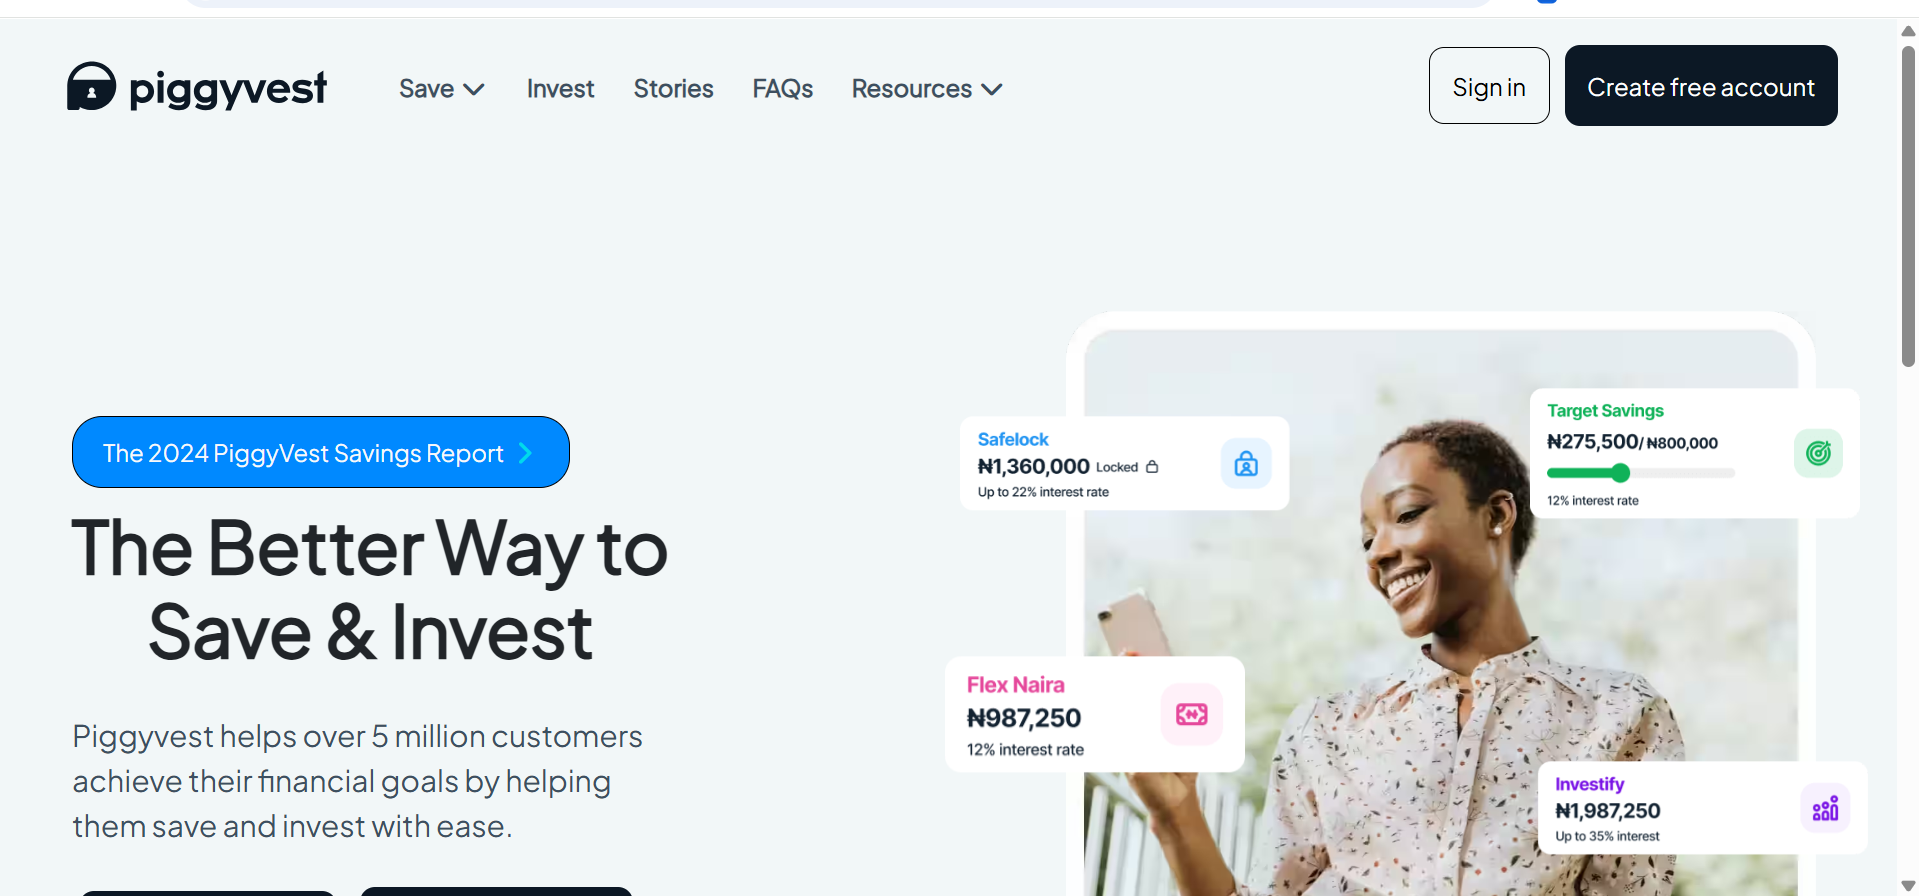 piggyvest
Save
Invest
Stories
FAQs
Resources
Sign in
Create free account
The 2024 PiggyVest Savings Report
The Better Way to
Save & Invest
Piggyvest helps over 5 million customers
achieve their financial goals by helping
them save and invest with ease.
Safelock
₦1,360,000 Locked
Up to 22% interest rate
Target Savings
₦275,500/ ₦800,000
12% interest rate
Flex Naira
₦987,250
12% interest rate
Investify
₦1,987,250
Up to 35% interest